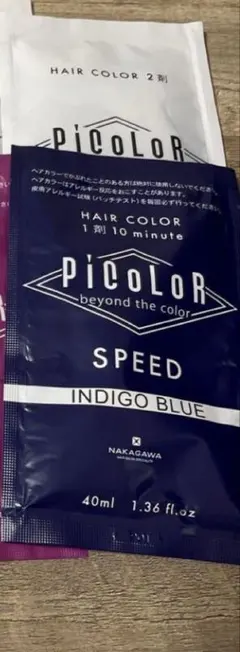 HAIR COLOR 2剤
PiCOLOR
ヘアカラーでかぶれたことのある方は絶対に使用しないでください。
ヘアカラーはアレルギー反応をおこすことがあります。
皮膚アレルギー試験(パッチテスト)を毎回必ず行ってください。
HAIR COLOR
1剤 10 minute
PiCOLOR
beyond the color
SPEED
INDIGO BLUE
NAKAGAWA
40ml 1.36 fl.oz